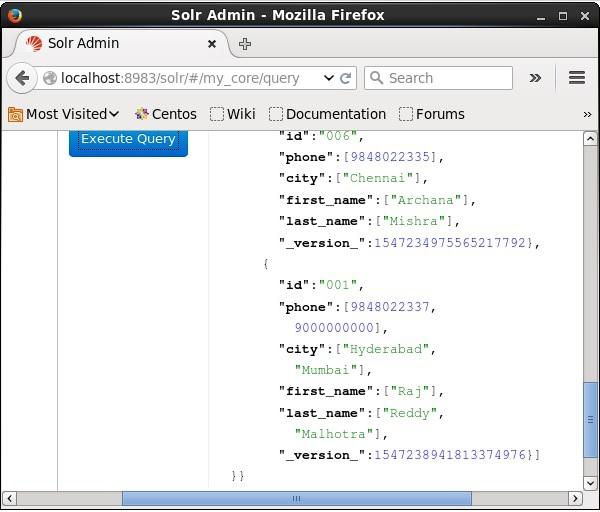 Solr Admin - Mozilla Firefox
Solr Admin
localhost:8983/solr/#/my_core/query
Search
Most Visited Centos Wiki Documentation Forums
Execute Query
"id":"006",
"phone":[9848022335],
"city":["Chennai"],
"first_name":["Archana"],
"last_name":["Mishra"],
"_version_":1547234975565217792},
{
"id":"001",
"phone":[9848022337,
9000000000],
"city":["Hyderabad",
"Mumbai"],
"first_name":["Raj"],
"last_name":["Reddy",
"Malhotra"],
"_version_":1547238941813374976}]
}}